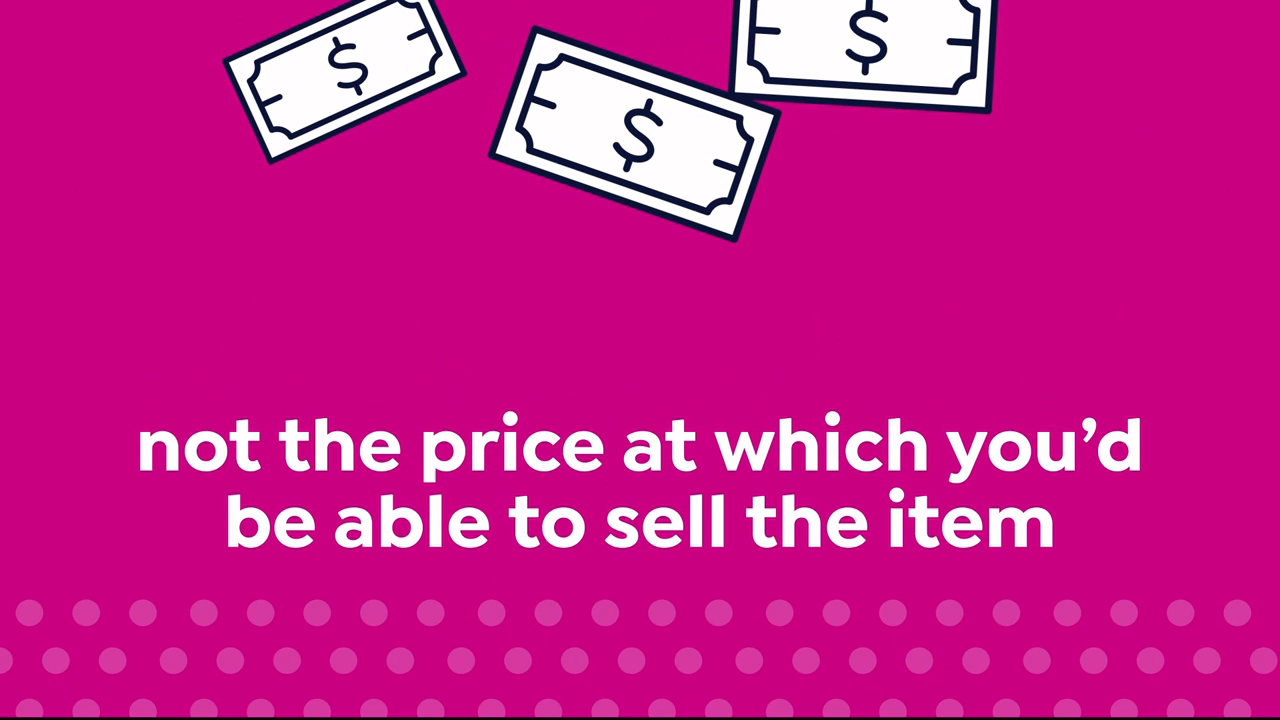 $
$
$
not the price at which you’d
be able to sell the item